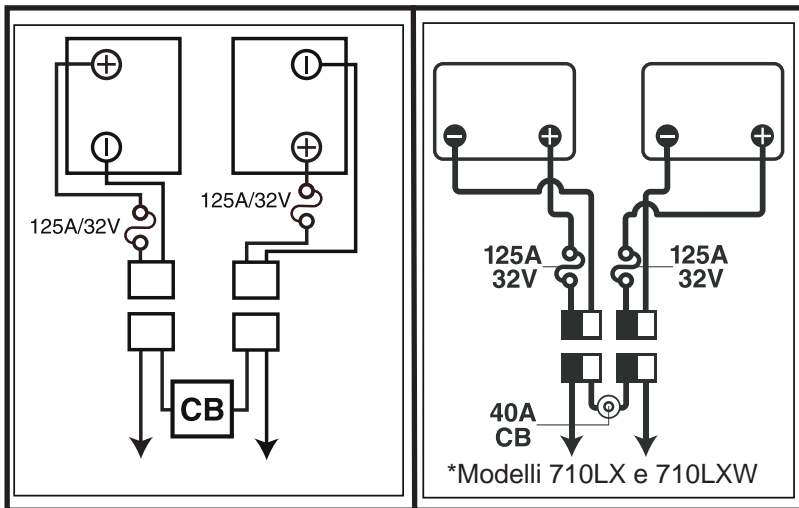 +
–
–
+
125A/32V
125A/32V
CB
–
+
–
+
125A
32V
125A
32V
40A
CB
*Modelli 710LX e 710LXW